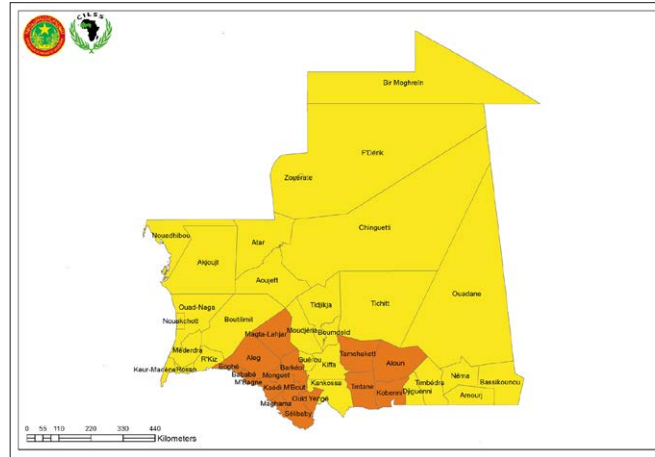 CILSS
Bir Moghrein
F'Dérik
Zouérate
Chinguetti
Nouadhibou
Atar
Akjoujt
Aoujeft
Ouadane
Tidjikja
Tichitt
Ouad-Naga
Boutilimit
Nouakchott
Magta-Lahjar
Moudjéria
Boumdeid
Méderdra
R'Kiz
Aleg
Guérou
Tamchekett
Aioun
Keur-Macène
Rosso
Boghé
Barkéol
Kiffa
Bababé
Monguel
M'Bagne
Kankossa
Tintane
Kobenni
Timbédra
Néma
Bassikounou
Kaédi
M'Bout
Djiguenni
Amourj
Maghama
Ould Yengé
Sélibaby
0 55 110 220 330 440
Kilometers